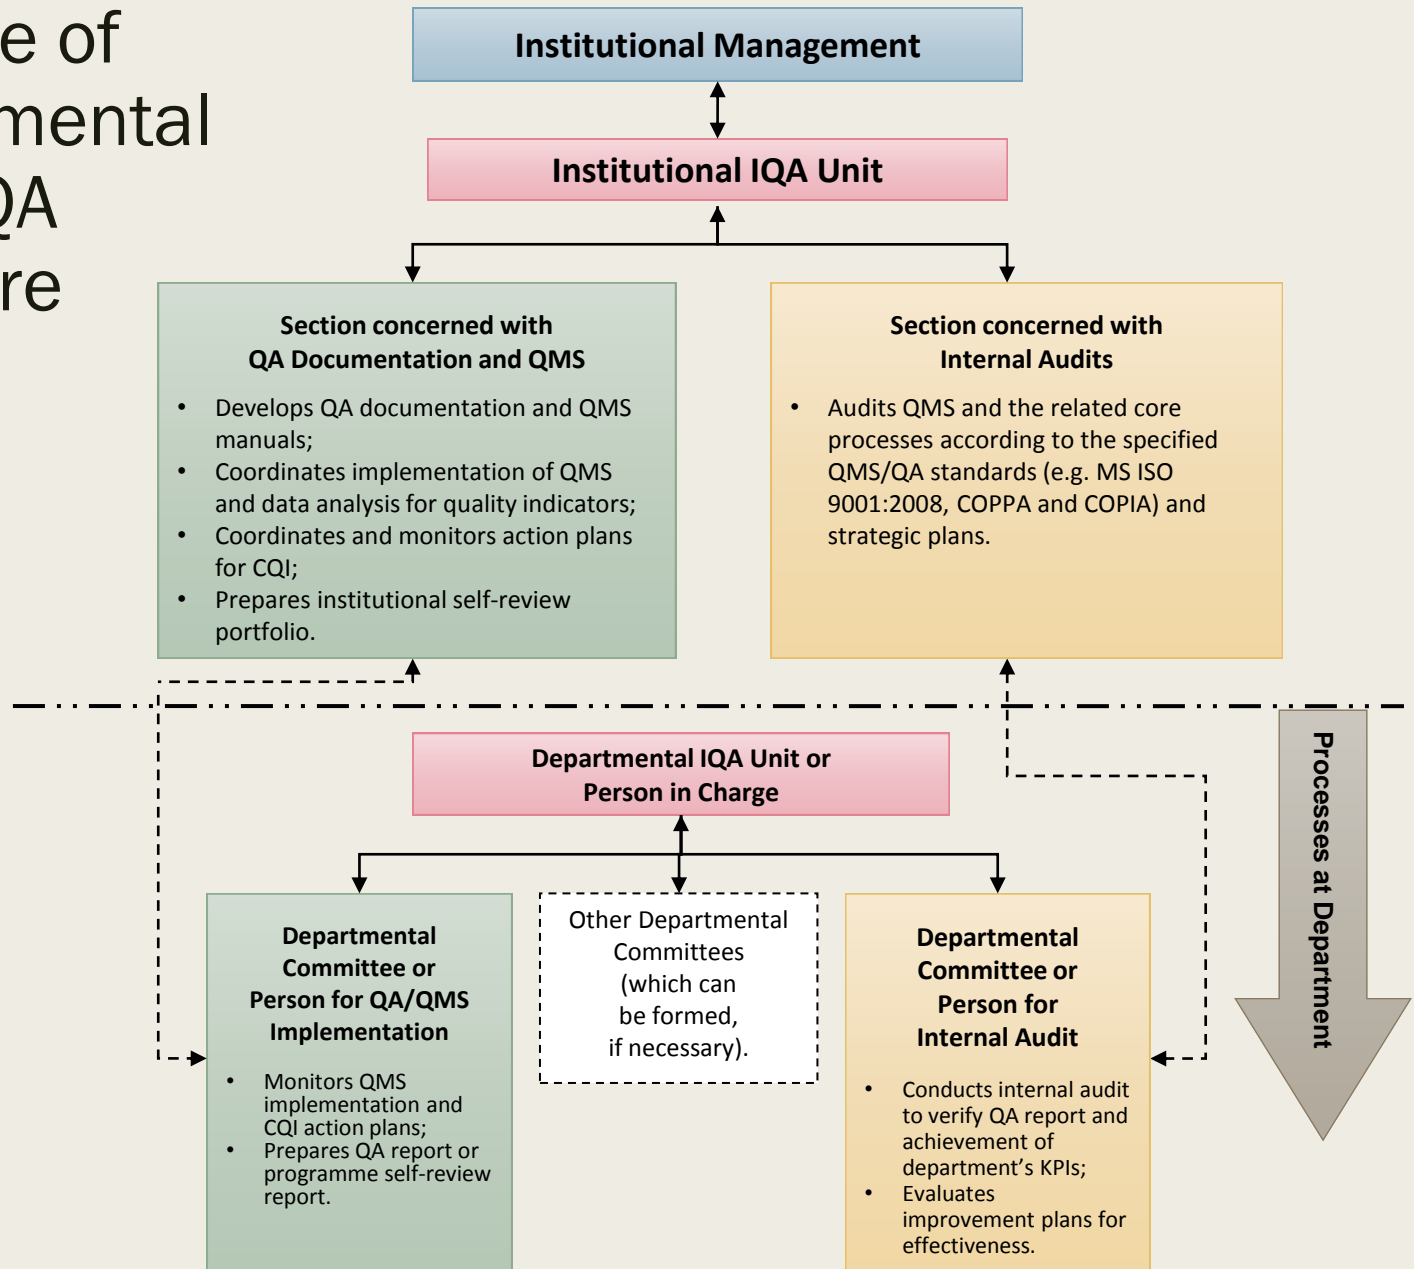 e of
mental
QA
re
Institutional Management
Institutional IQA Unit
Section concerned with
QA Documentation and QMS
• Develops QA documentation and QMS
manuals;
• Coordinates implementation of QMS
and data analysis for quality indicators;
• Coordinates and monitors action plans
for CQI;
• Prepares institutional self-review
portfolio.
Section concerned with
Internal Audits
• Audits QMS and the related core
processes according to the specified
QMS/QA standards (e.g. MS ISO
9001:2008, COPPA and COPIA) and
strategic plans.
Departmental IQA Unit or
Person in Charge
Departmental
Committee or
Person for QA/QMS
Implementation
• Monitors QMS
implementation and
CQI action plans;
• Prepares QA report or
programme self-review
report.
Other Departmental
Committees
(which can
be formed,
if necessary).
Departmental
Committee or
Person for
Internal Audit
• Conducts internal audit
to verify QA report and
achievement of
department’s KPIs;
• Evaluates
improvement plans for
effectiveness.
Processes at Department